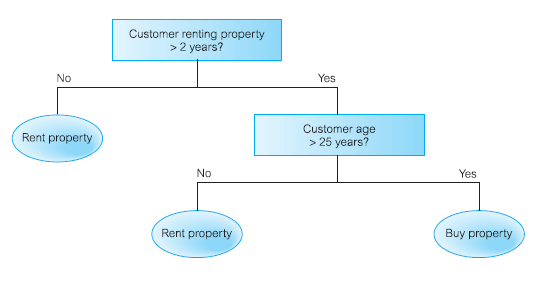 Customer renting property
> 2 years?
No
Yes
Rent property
Customer age
> 25 years?
No
Yes
Rent property
Buy property